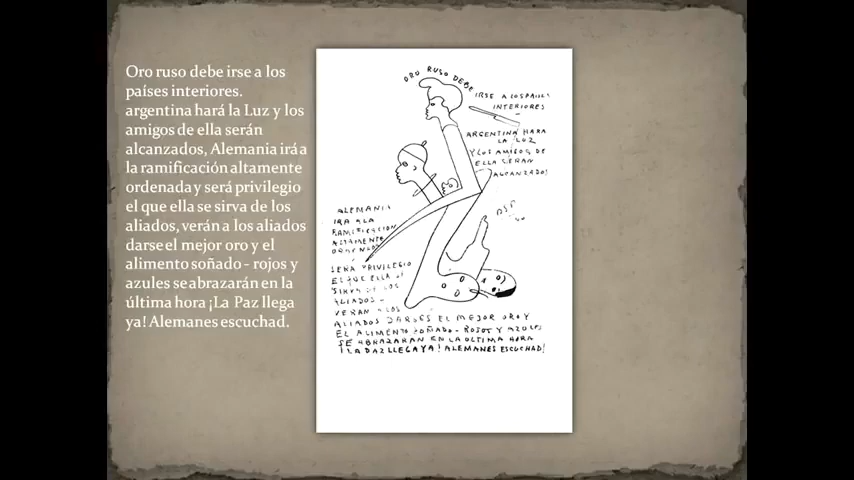 Oro ruso debe irse a los
países interiores.
argentina hará la Luz y los
amigos de ella serán
alcanzados, Alemania irá a
la ramificación altamente
ordenada y será privilegio
el que ella se sirva de los
aliados, verán a los aliados
darse el mejor oro y el
alimento soñado - rojos y
azules se abrazarán en la
última hora ¡La Paz llega
ya! Alemanes escuchad.
ORO RUSO DEBE
IRSE A LOS PAISES
INTERIORES
ARGENTINA HARA
LA LUZ
Y LOS AMIGOS DE
ELLA SERAN
ALCANZADO!
ALEMANIA
IRA A LA
RAMIFICACION
ALTAMENTE
SERA PRIVILEGIO
EL QUE ELLA SE
SIRVA DE LOS
ALIADOS -
VERAN A LOS
ALIADOS DARSES EL MEJOR ORO Y
EL ALIMENTO SOÑADO - ROJOS Y AZULES
SE ABRAZARAN EN LA ULTIMA HORA
¡LA PAZ LLEGA YA! ALEMANES ESCUCHAD!